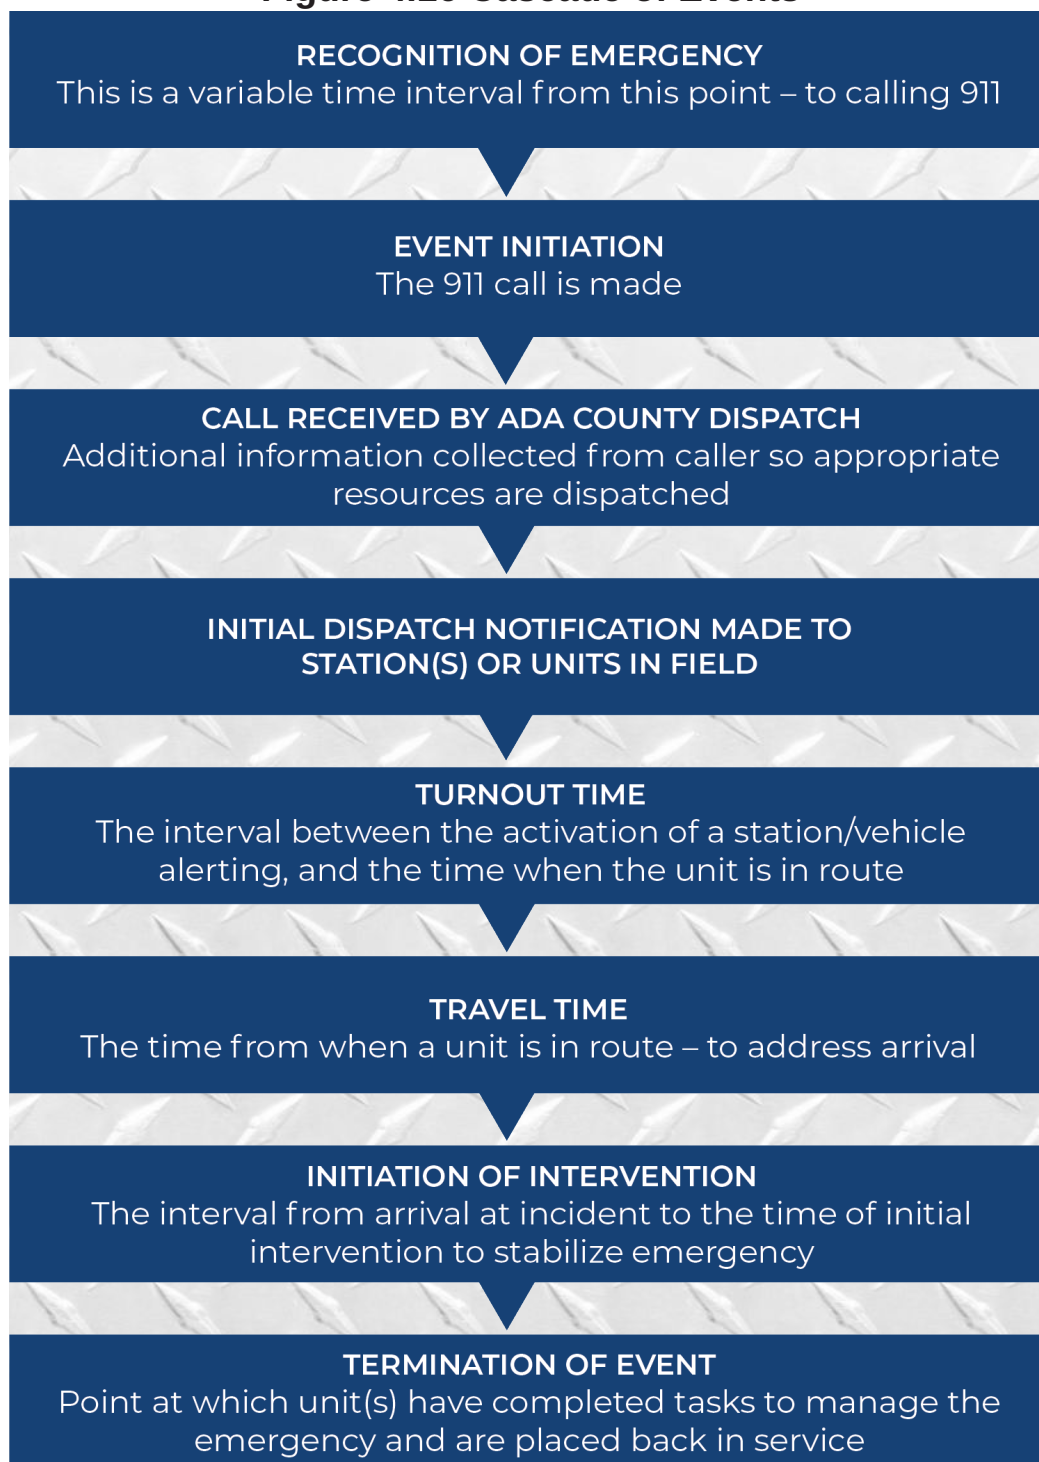 Cascade of Events
RECOGNITION OF EMERGENCY
This is a variable time interval from this point – to calling 911
EVENT INITIATION
The 911 call is made
CALL RECEIVED BY ADA COUNTY DISPATCH
Additional information collected from caller so appropriate
resources are dispatched
INITIAL DISPATCH NOTIFICATION MADE TO
STATION(S) OR UNITS IN FIELD
TURNOUT TIME
The interval between the activation of a station/vehicle
alerting, and the time when the unit is in route
TRAVEL TIME
The time from when a unit is in route – to address arrival
INITIATION OF INTERVENTION
The interval from arrival at incident to the time of initial
intervention to stabilize emergency
TERMINATION OF EVENT
Point at which unit(s) have completed tasks to manage the
emergency and are placed back in service